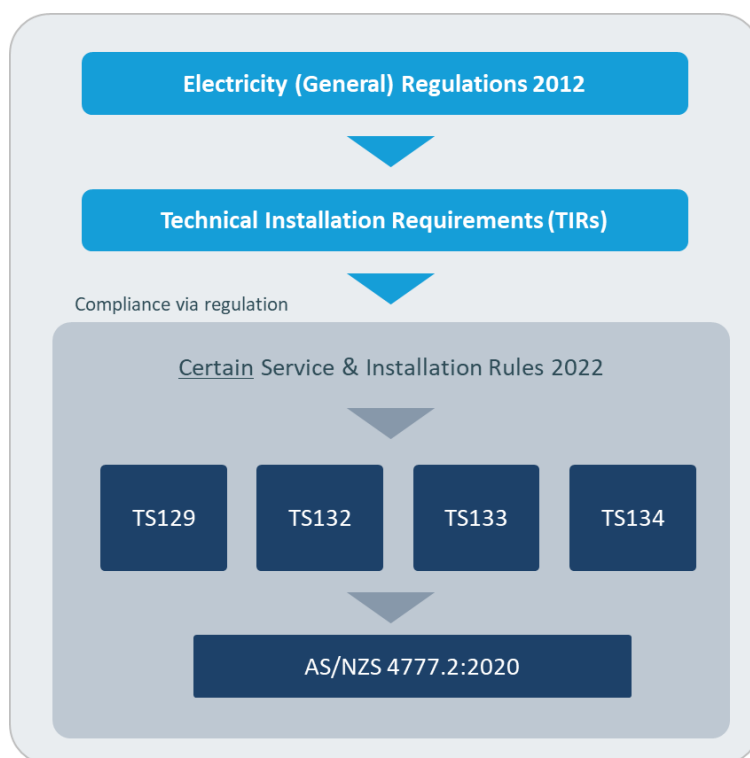 Electricity (General) Regulations 2012
Technical Installation Requirements (TIRs)
Compliance via regulation
Certain Service & Installation Rules 2022
TS129 TS132 TS133 TS134
AS/NZS 4777.2:2020